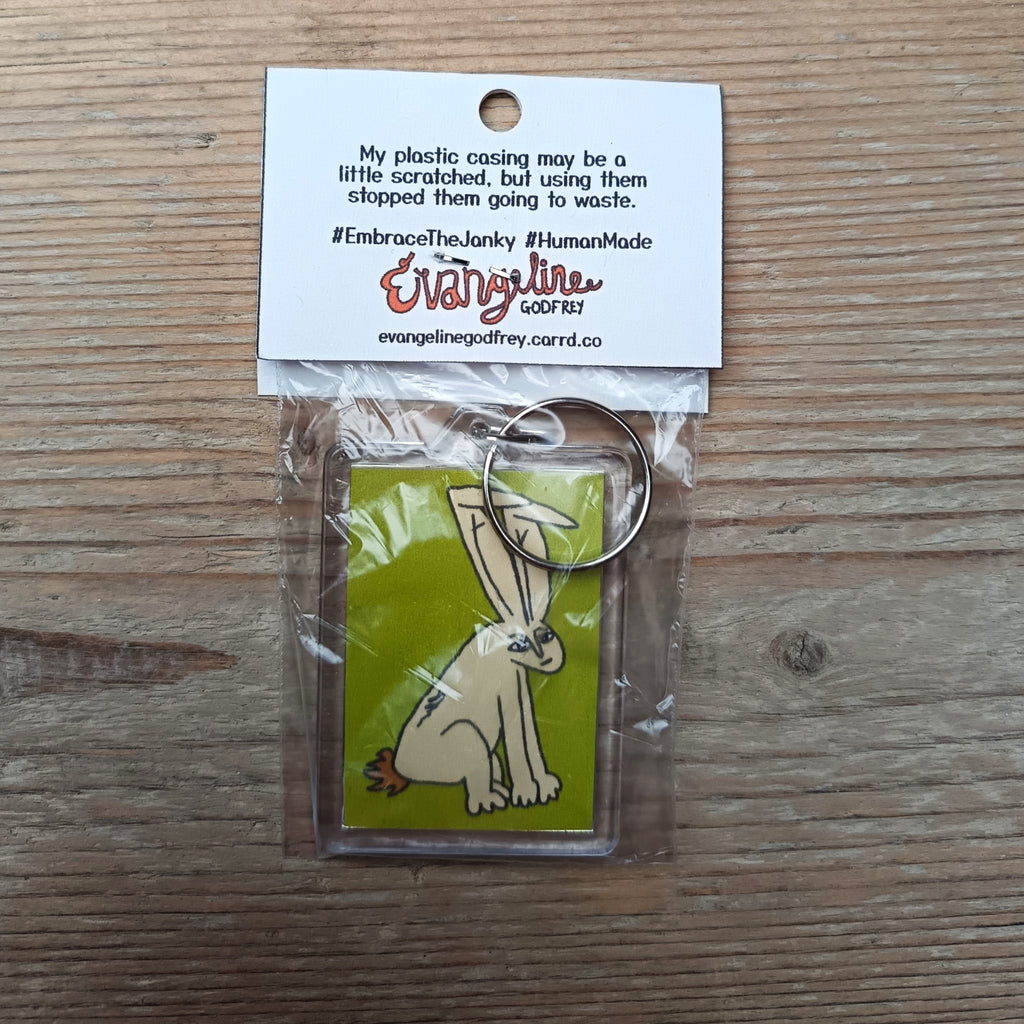 My plastic casing may be a
little scratched, but using them
stopped them going to waste.
#EmbraceTheJanky #HumanMade
Evangeline
GODFREY
evangelinegodfrey.carrd.co